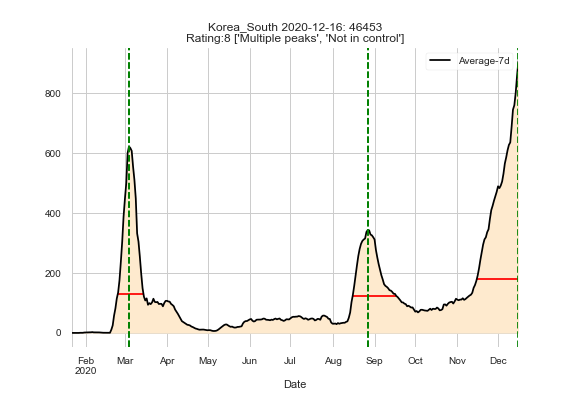 Korea_South 2020-12-16: 46453
Rating:8 ['Multiple peaks', 'Not in control']
Average-7d
800
600
400
200
0
Feb Mar Apr May Jun Jul Aug Sep Oct Nov Dec
2020
Date